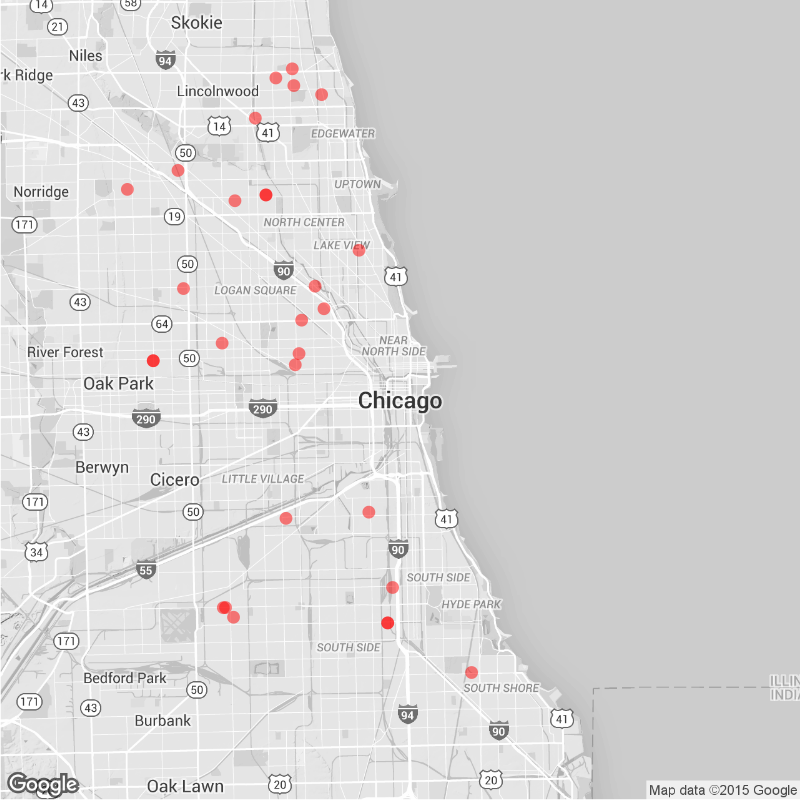 14
58
Skokie
21
Niles
94
rk Ridge
Lincolnwood
43
14
41
EDGEWATER
50
UPTOWN
Norridge
19
171
NORTH CENTER
LAKE VIEW
50
90
41
LOGAN SQUARE
43
64
NEAR
NORTH SIDE
River Forest
50
Oak Park
Chicago
290
290
43
Berwyn
Cicero
LITTLE VILLAGE
171
50
41
34
90
55
SOUTH SIDE
HYDE PARK
171
SOUTH SIDE
Bedford Park
50
SOUTH SHORE
ILLIN
INDIA
171
43
94
Burbank
41
90
Google
Oak Lawn
20
20
Map data ©2015 Google